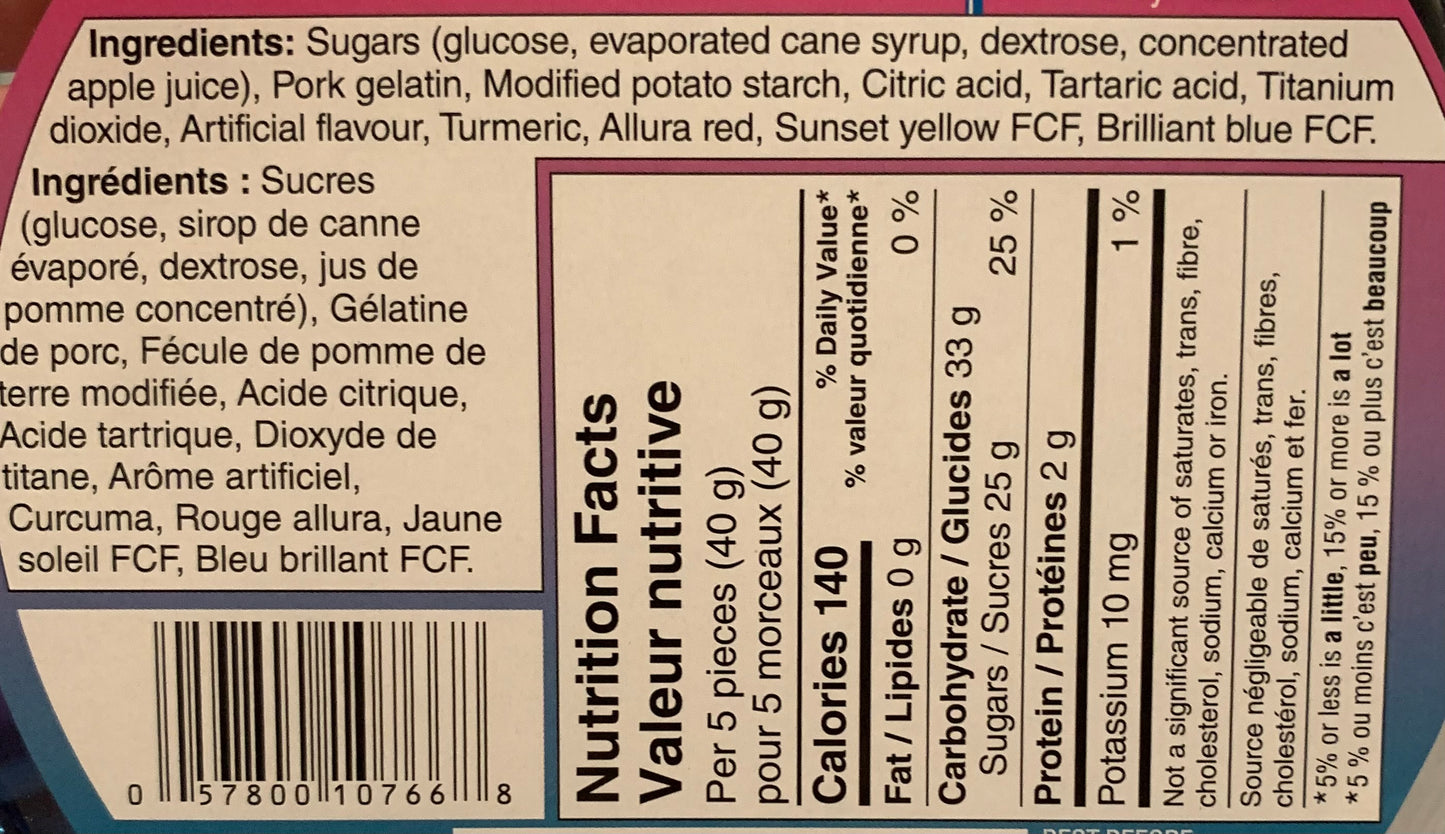 Ingredients: Sugars (glucose, evaporated cane syrup, dextrose, concentrated
apple juice), Pork gelatin, Modified potato starch, Citric acid, Tartaric acid, Titanium
dioxide, Artificial flavour, Turmeric, Allura red, Sunset yellow FCF, Brilliant blue FCF.
Ingrédients : Sucres
(glucose, sirop de canne
évaporé, dextrose, jus de
pomme concentré), Gélatine
de porc, Fécule de pomme de
terre modifiée, Acide citrique,
Acide tartrique, Dioxyde de
titane, Arôme artificiel,
Curcuma, Rouge allura, Jaune
soleil FCF, Bleu brillant FCF.
0 57800 10766 8
Nutrition Facts
Valeur nutritive
Per 5 pieces (40 g)
pour 5 morceaux (40 g)
Calories 140 % Daily Value*
% valeur quotidienne*
Fat / Lipides 0 g 0 %
Carbohydrate / Glucides 33 g
Sugars / Sucres 25 g 25 %
Protein / Protéines 2 g
Potassium 10 mg 1 %
Not a significant source of saturates, trans, fibre,
cholesterol, sodium, calcium or iron.
Source négligeable de saturés, trans, fibres,
cholestérol, sodium, calcium et fer.
*5% or less is a little, 15% or more is a lot
*5 % ou moins c'est peu, 15 % ou plus c'est beaucoup